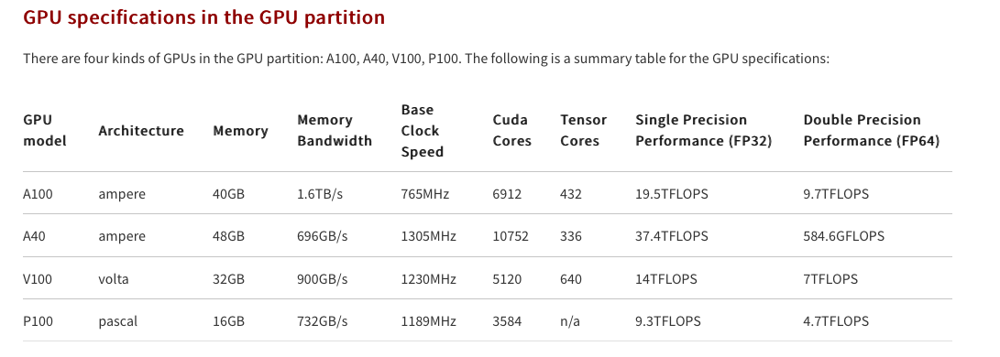 GPU specifications in the GPU partition
There are four kinds of GPUs in the GPU partition: A100, A40, V100, P100. The following is a summary table for the GPU specifications:
GPU model Architecture Memory Memory Bandwidth Base Clock Speed Cuda Cores Tensor Cores Single Precision Performance (FP32) Double Precision Performance (FP64)
A100 ampere 40GB 1.6TB/s 765MHz 6912 432 19.5TFLOPS 9.7TFLOPS
A40 ampere 48GB 696GB/s 1305MHz 10752 336 37.4TFLOPS 584.6GFLOPS
V100 volta 32GB 900GB/s 1230MHz 5120 640 14TFLOPS 7TFLOPS
P100 pascal 16GB 732GB/s 1189MHz 3584 n/a 9.3TFLOPS 4.7TFLOPS